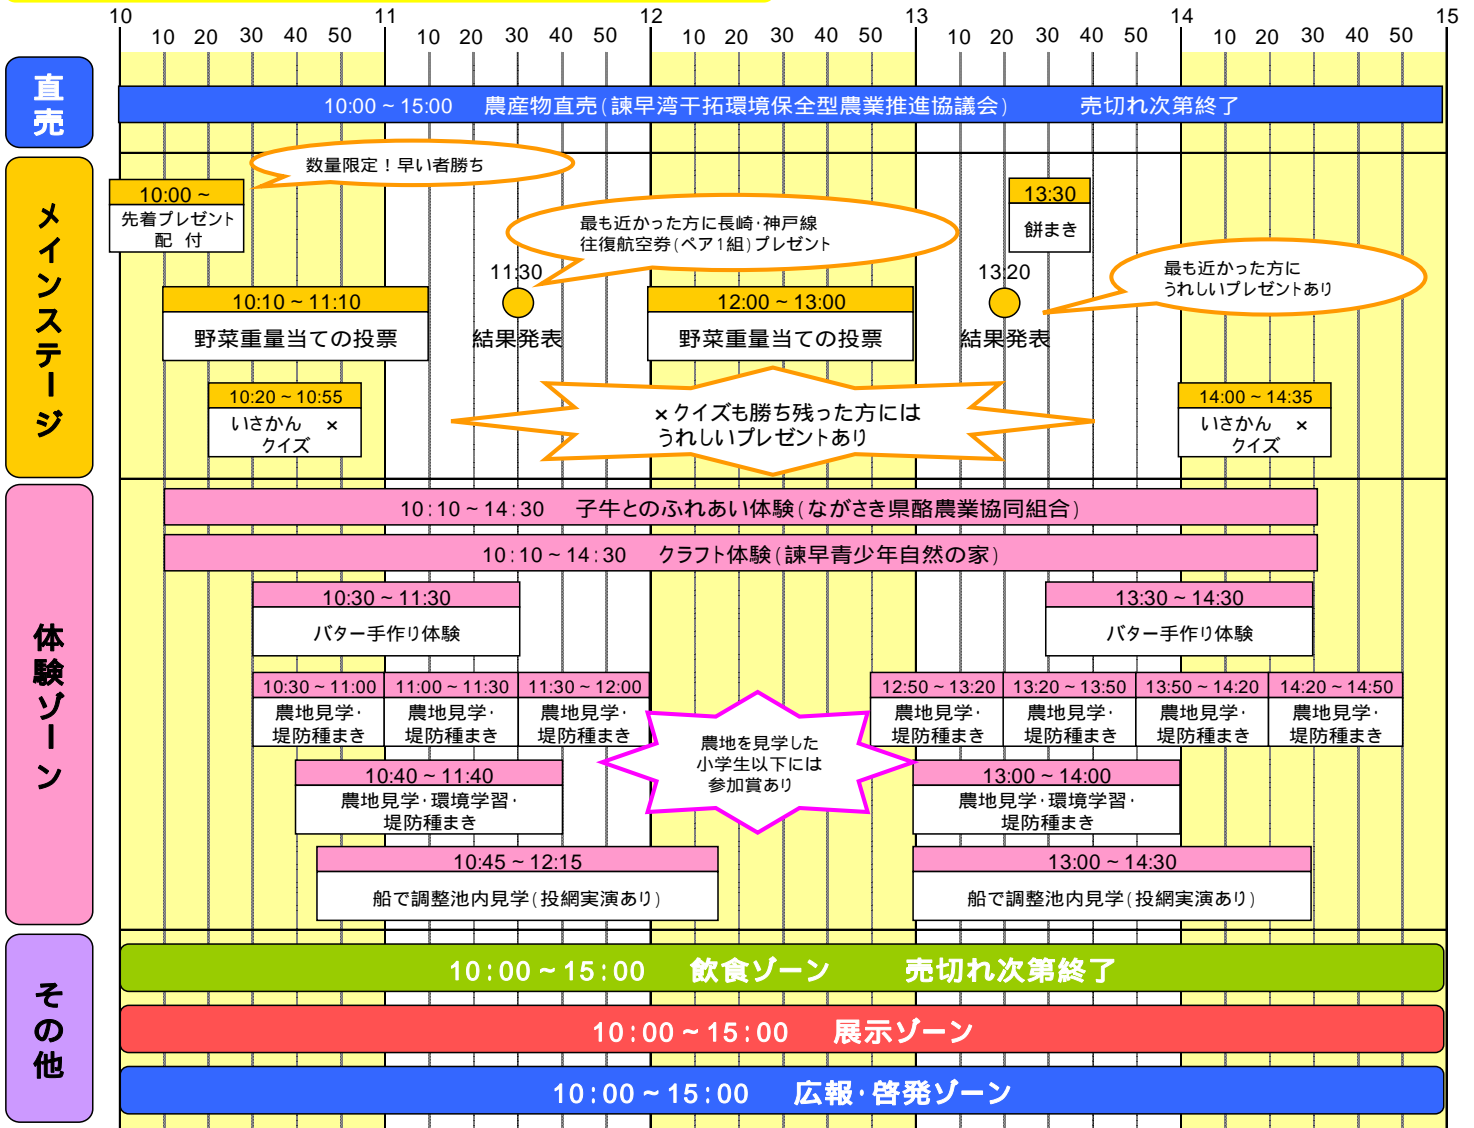 10 11 12 13 14 15
10 20 30 40 50 10 20 30 40 50 10 20 30 40 50 10 20 30 40 50 10 20 30 40 50
直売
10:00~15:00 農産物直売(諫早湾干拓環境保全型農業推進協議会) 売切れ次第終了
メインステージ
数量限定!早い者勝ち
10:00~
先着プレゼント
配 付
最も近かった方に長崎・神戸線
往復航空券(ペア1組)プレゼント
13:30
餅まき
最も近かった方に
うれしいプレゼントあり
10:10~11:10
野菜重量当ての投票
11:30
結果発表
12:00~13:00
野菜重量当ての投票
13:20
結果発表
10:20~10:55
いさかん ×
クイズ
×クイズも勝ち残った方には
うれしいプレゼントあり
14:00~14:35
いさかん ×
クイズ
体験ゾーン
10:10~14:30 子牛とのふれあい体験(ながさき県酪農業協同組合)
10:10~14:30 クラフト体験(諫早青少年自然の家)
10:30~11:30
バター手作り体験
13:30~14:30
バター手作り体験
10:30~11:00
農地見学・
堤防種まき
11:00~11:30
農地見学・
堤防種まき
11:30~12:00
農地見学・
堤防種まき
農地を見学した
小学生以下には
参加賞あり
12:50~13:20
農地見学・
堤防種まき
13:20~13:50
農地見学・
堤防種まき
13:50~14:20
農地見学・
堤防種まき
14:20~14:50
農地見学・
堤防種まき
10:40~11:40
農地見学・環境学習・
堤防種まき
13:00~14:00
農地見学・環境学習・
堤防種まき
10:45~12:15
船で調整池内見学(投網実演あり)
13:00~14:30
船で調整池内見学(投網実演あり)
その他
10:00~15:00 飲食ゾーン 売切れ次第終了
10:00~15:00 展示ゾーン
10:00~15:00 広報・啓発ゾーン